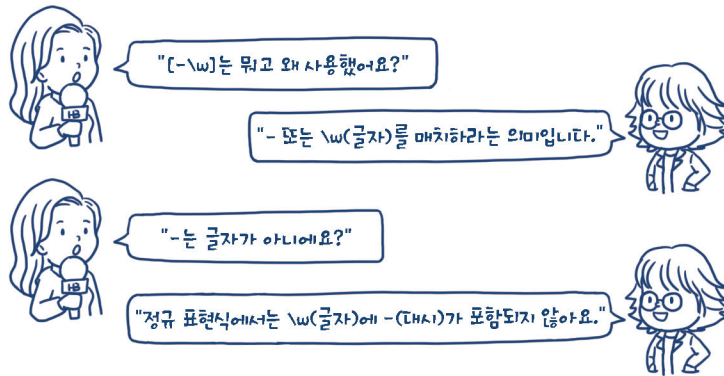 "[-\w]는 뭐고 왜 사용했어요?"
HB
"- 또는 \w(글자)를 매치하라는 의미입니다."
"-는 글자가 아니에요?"
HB
"정규 표현식에서는 \w(글자)에 -(대시)가 포함되지 않아요."